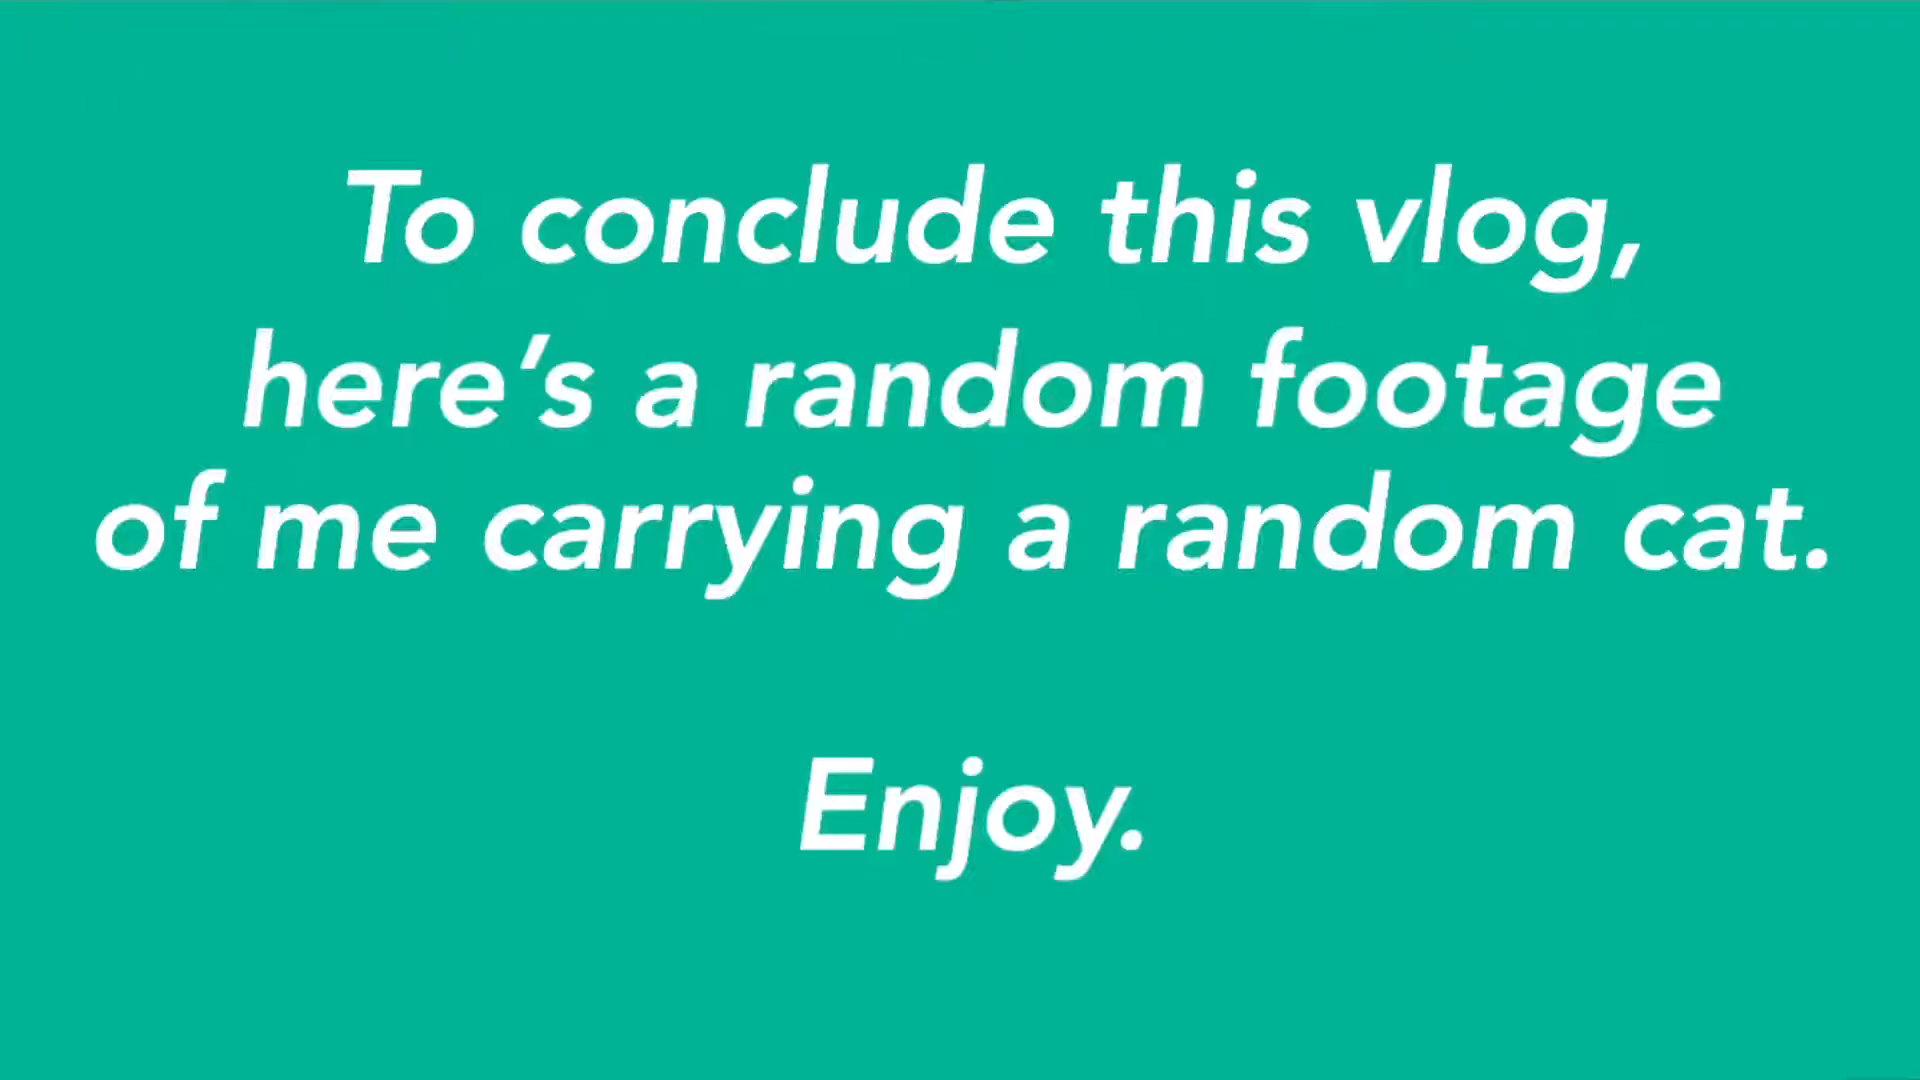 To conclude this vlog,
here’s a random footage
of me carrying a random cat.
Enjoy.